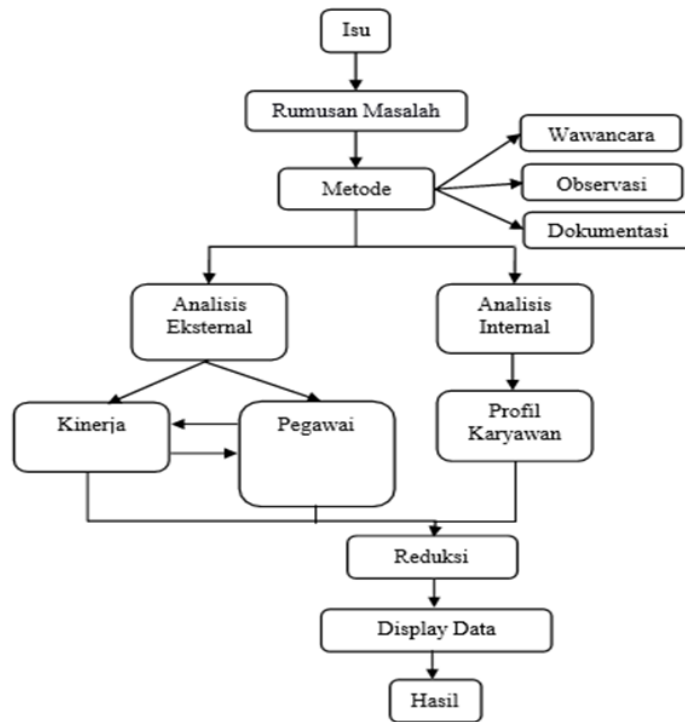 Isu
Rumusan Masalah
Wawancara
Metode
Observasi
Dokumentasi
Analisis
Eksternal
Analisis
Internal
Kinerja
Pegawai
Profil
Karyawan
Reduksi
Display Data
Hasil